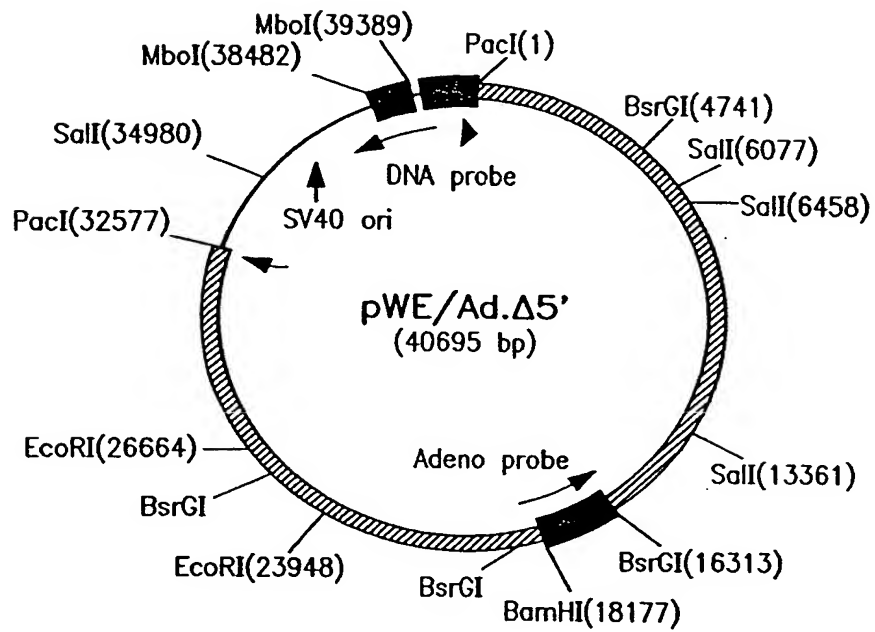 MboI(39389)
PacI(1)
MboI(38482)
BsrGI(4741)
SalI(34980)
SalI(6077)
DNA probe
SalI(6458)
PacI(32577)
SV40 ori
pWE/Ad.Δ5'
(40695 bp)
EcoRI(26664)
Adeno probe
SalI(13361)
BsrGI
EcoRI(23948)
BsrGI
BsrGI(16313)
BamHI(18177)